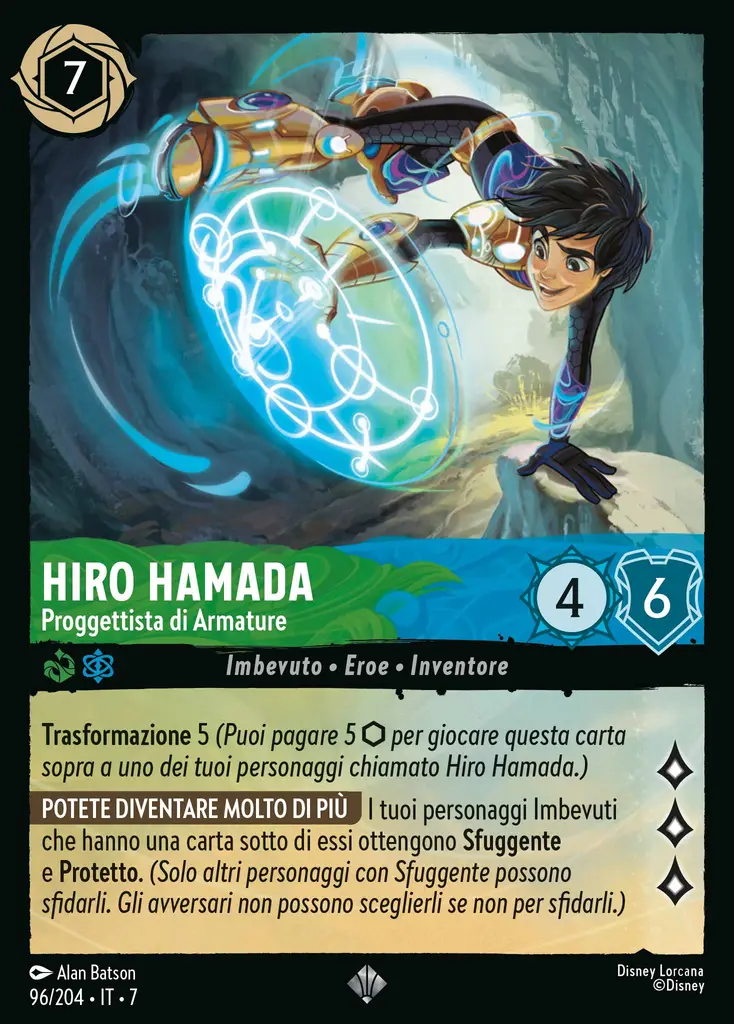 7
HIRO HAMADA
Proggettista di Armature
4
6
Imbevuto • Eroe • Inventore
Trasformazione 5 (Puoi pagare 5 ⬡ per giocare questa carta
sopra a uno dei tuoi personaggi chiamato Hiro Hamada.)
POTETE DIVENTARE MOLTO DI PIÙ I tuoi personaggi Imbevuti
che hanno una carta sotto di essi ottengono Sfuggente
e Protetto. (Solo altri personaggi con Sfuggente possono
sfidarli. Gli avversari non possono sceglierli se non per sfidarli.)
Alan Batson
96/204 • IT • 7
Disney Lorcana
©Disney